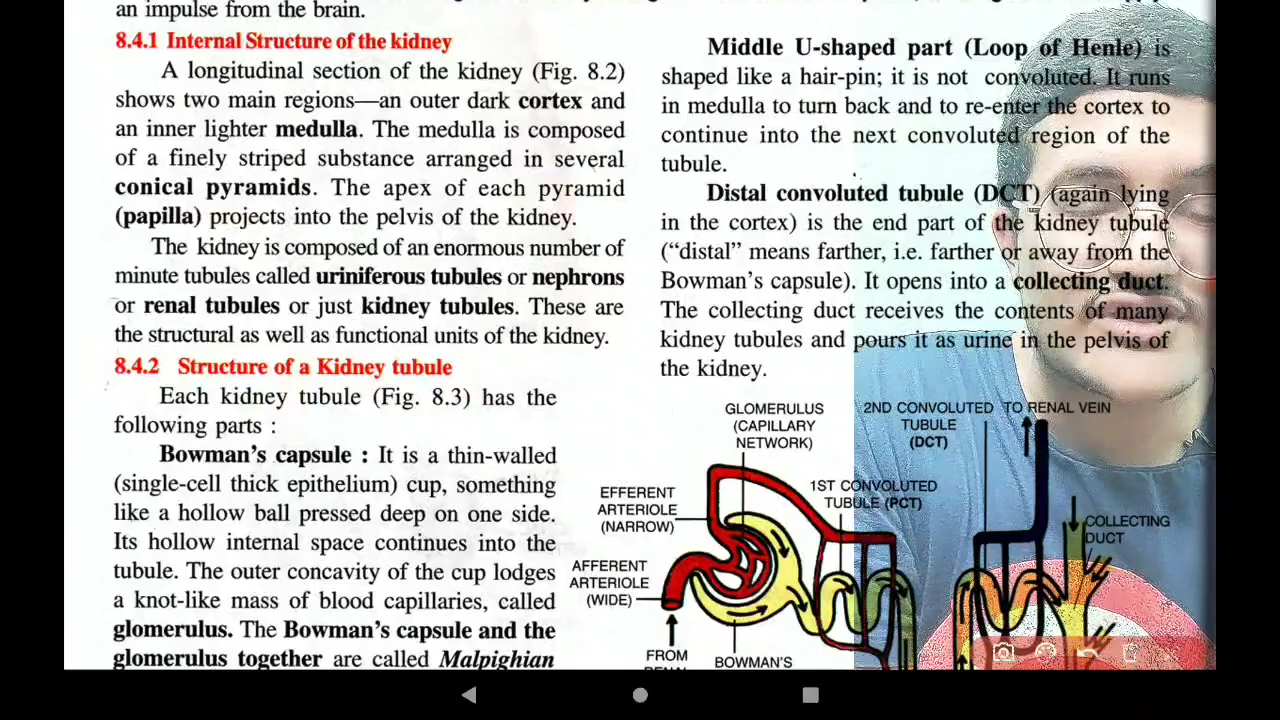 an impulse from the brain.
8.4.1 Internal Structure of the kidney
A longitudinal section of the kidney (Fig. 8.2)
shows two main regions—an outer dark cortex and
an inner lighter medulla. The medulla is composed
of a finely striped substance arranged in several
conical pyramids. The apex of each pyramid
(papilla) projects into the pelvis of the kidney.
The kidney is composed of an enormous number of
minute tubules called uriniferous tubules or nephrons
or renal tubules or just kidney tubules. These are
the structural as well as functional units of the kidney.
8.4.2 Structure of a Kidney tubule
Each kidney tubule (Fig. 8.3) has the
following parts :
Bowman's capsule : It is a thin-walled
(single-cell thick epithelium) cup, something
like a hollow ball pressed deep on one side.
Its hollow internal space continues into the
tubule. The outer concavity of the cup lodges
a knot-like mass of blood capillaries, called
glomerulus. The Bowman's capsule and the
glomerulus together are called Malpighian
Middle U-shaped part (Loop of Henle) is
shaped like a hair-pin; it is not convoluted. It runs
in medulla to turn back and to re-enter the cortex to
continue into the next convoluted region of the
tubule.
Distal convoluted tubule (DCT) (again lying
in the cortex) is the end part of the kidney tubule
("distal" means farther, i.e. farther or away from the
Bowman's capsule). It opens into a collecting duct.
The collecting duct receives the contents of many
kidney tubules and pours it as urine in the pelvis of
the kidney.
GLOMERULUS
(CAPILLARY
NETWORK)
2ND CONVOLUTED
TUBULE
(DCT)
TO RENAL VEIN
1ST CONVOLUTED
TUBULE (PCT)
EFFERENT
ARTERIOLE
(NARROW)
COLLECTING
DUCT
AFFERENT
ARTERIOLE
(WIDE)
FROM
BOWMAN'S